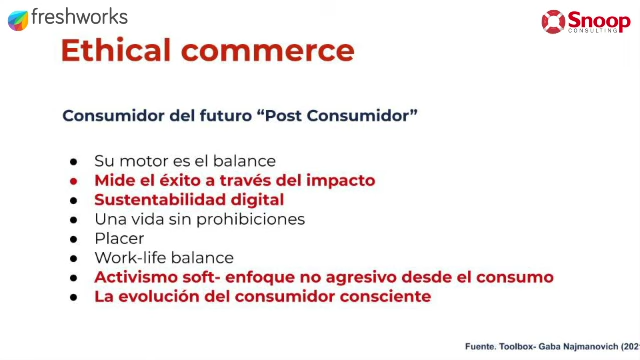 freshworks
Snoop
CONSULTING
Ethical commerce
Consumidor del futuro “Post Consumidor”
● Su motor es el balance
● Mide el éxito a través del impacto
● Sustentabilidad digital
● Una vida sin prohibiciones
● Placer
● Work-life balance
● Activismo soft- enfoque no agresivo desde el consumo
● La evolución del consumidor consciente
Fuente. Toolbox- Gaba Najmanovich